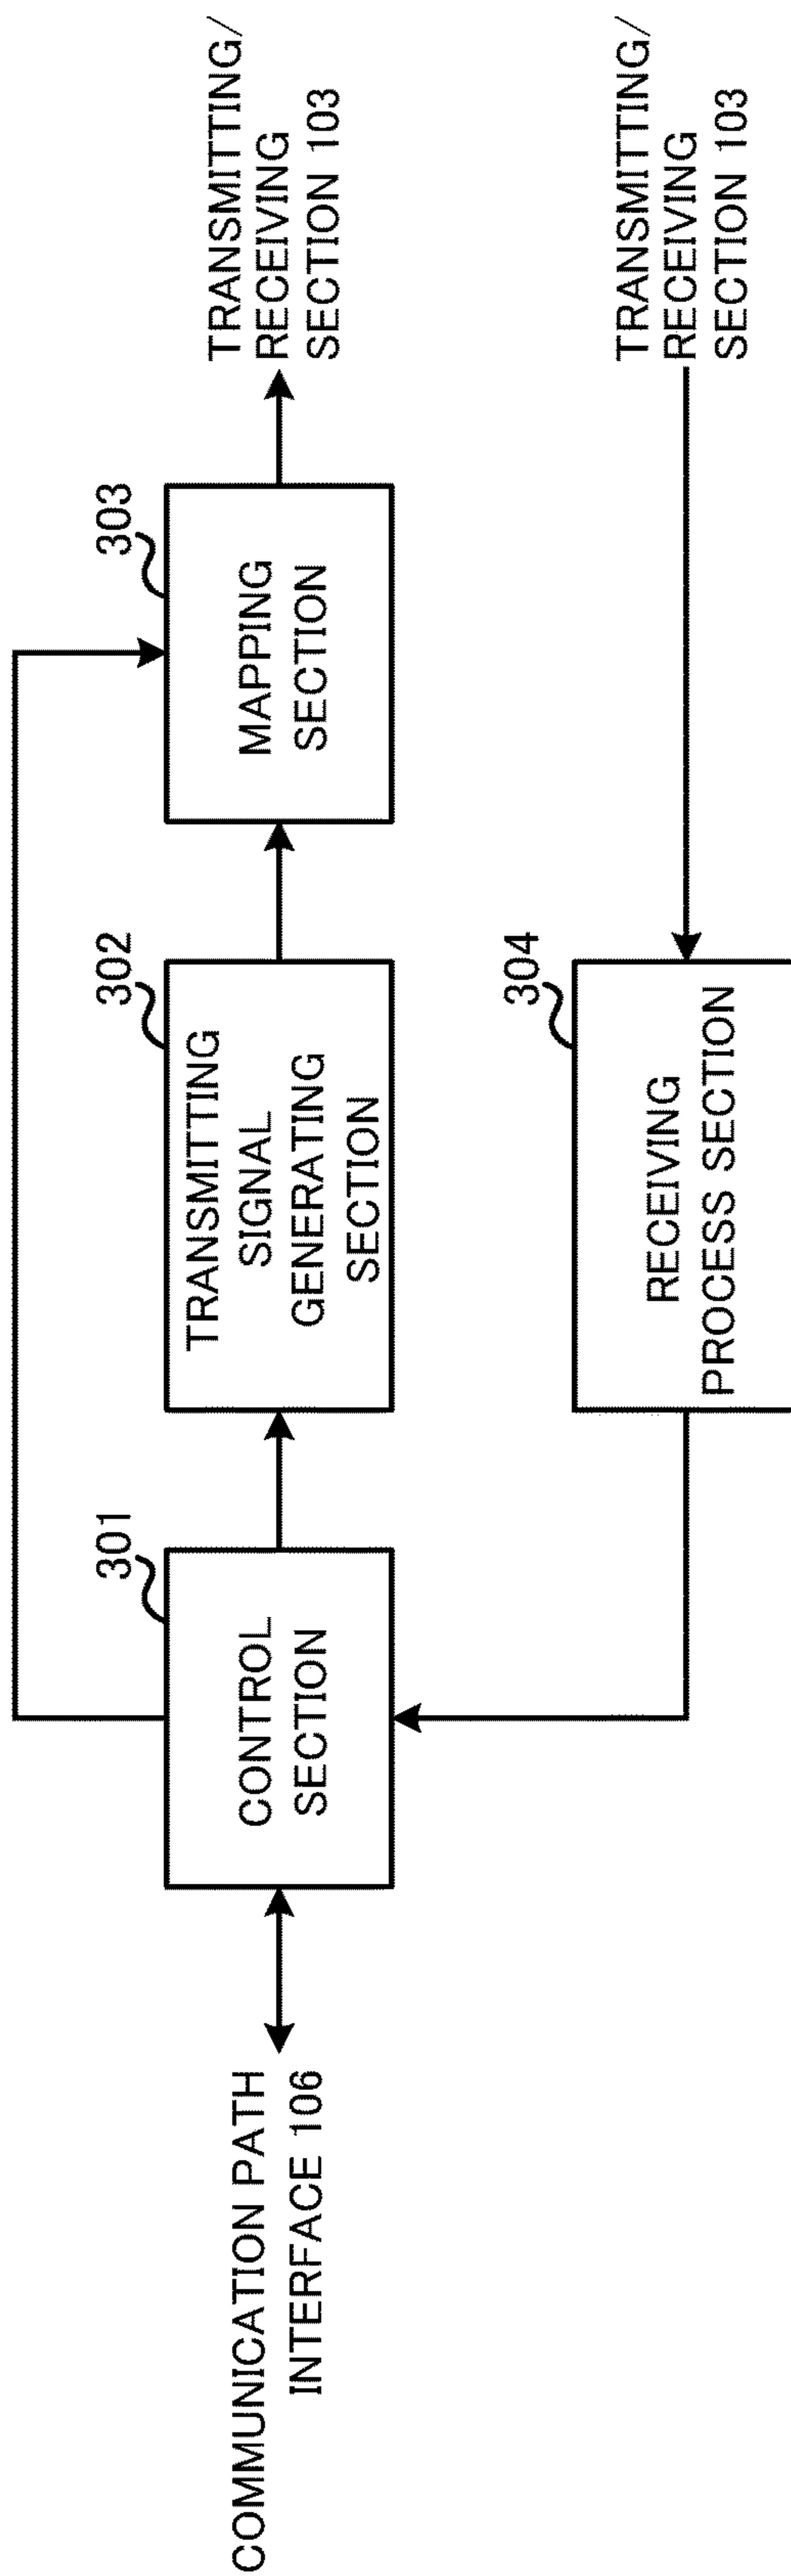 COMMUNICATION PATH
INTERFACE 106
301
CONTROL
SECTION
302
TRANSMITTING
SIGNAL
GENERATING
SECTION
303
MAPPING
SECTION
TRANSMITTING/
RECEIVING
SECTION 103
304
RECEIVING
PROCESS SECTION
TRANSMITTING/
RECEIVING
SECTION 103